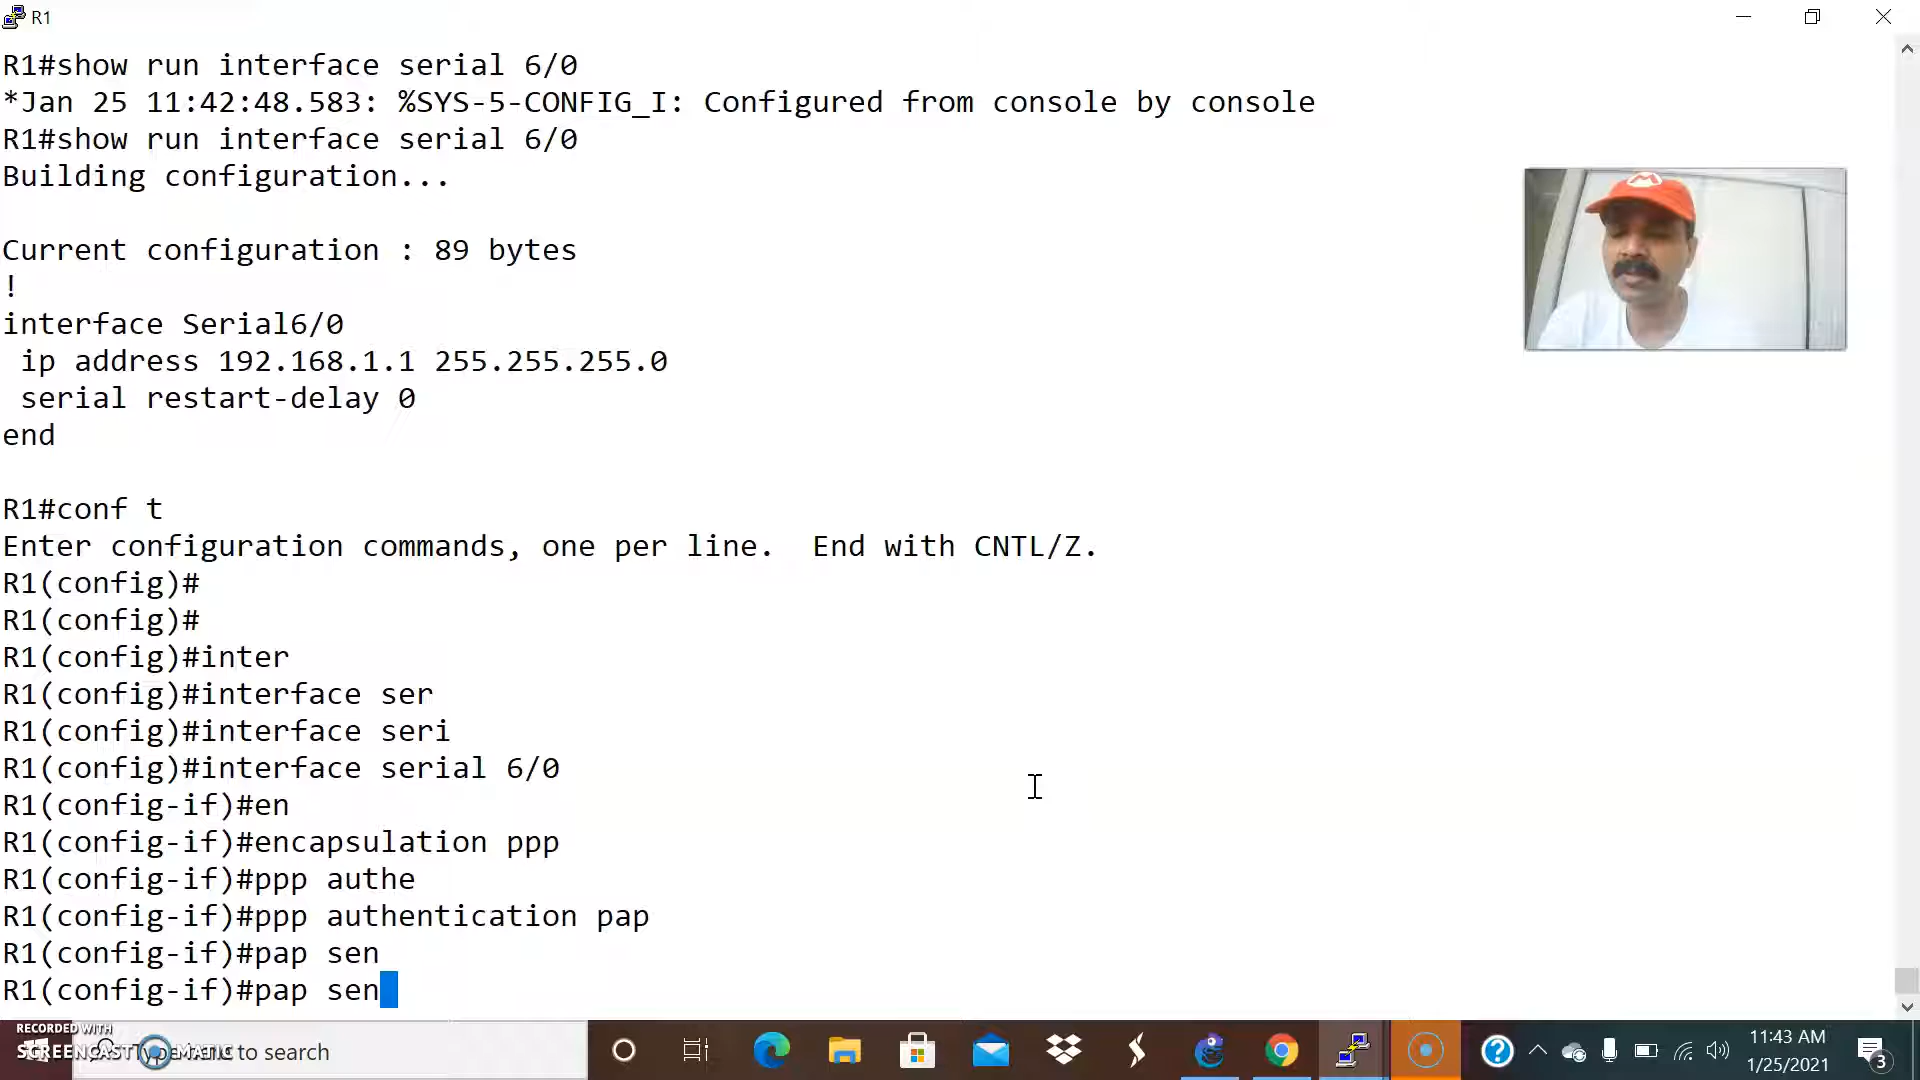 R1
R1#show run interface serial 6/0
*Jan 25 11:42:48.583: %SYS-5-CONFIG_I: Configured from console by console
R1#show run interface serial 6/0
Building configuration...
Current configuration : 89 bytes
!
interface Serial6/0
ip address 192.168.1.1 255.255.255.0
serial restart-delay 0
end
R1#conf t
Enter configuration commands, one per line.  End with CNTL/Z.
R1(config)#
R1(config)#
R1(config)#inter
R1(config)#interface ser
R1(config)#interface seri
R1(config)#interface serial 6/0
R1(config-if)#en
R1(config-if)#encapsulation ppp
R1(config-if)#ppp authe
R1(config-if)#ppp authentication pap
R1(config-if)#pap sen
R1(config-if)#pap sen
M
RECORDED WITH
SCREENCAST MATIC
to search
11:43 AM
1/25/2021
3